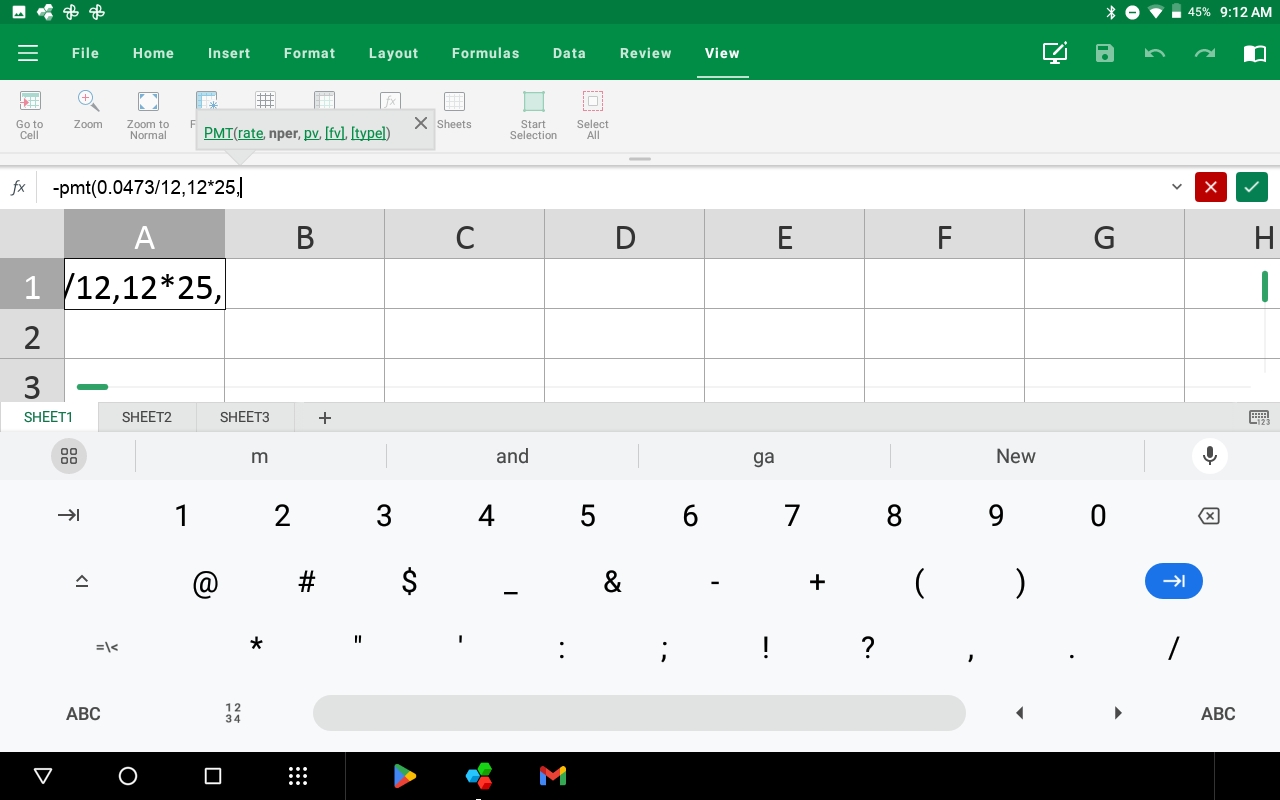 45% 9:12 AM
File Home Insert Format Layout Formulas Data Review View
Go to Cell
Zoom
Zoom to Normal
Sheets
Start Selection
Select All
PMT(rate, nper, pv, [fv], [type])
fx -pmt(0.0473/12,12*25,
A B C D E F G H
1 /12,12*25,
2
3
SHEET1 SHEET2 SHEET3 +
m and ga New
1 2 3 4 5 6 7 8 9 0
@ # $ _ & - + ( )
=\< * " ' : ; ! ? , . /
ABC 12 34 ABC